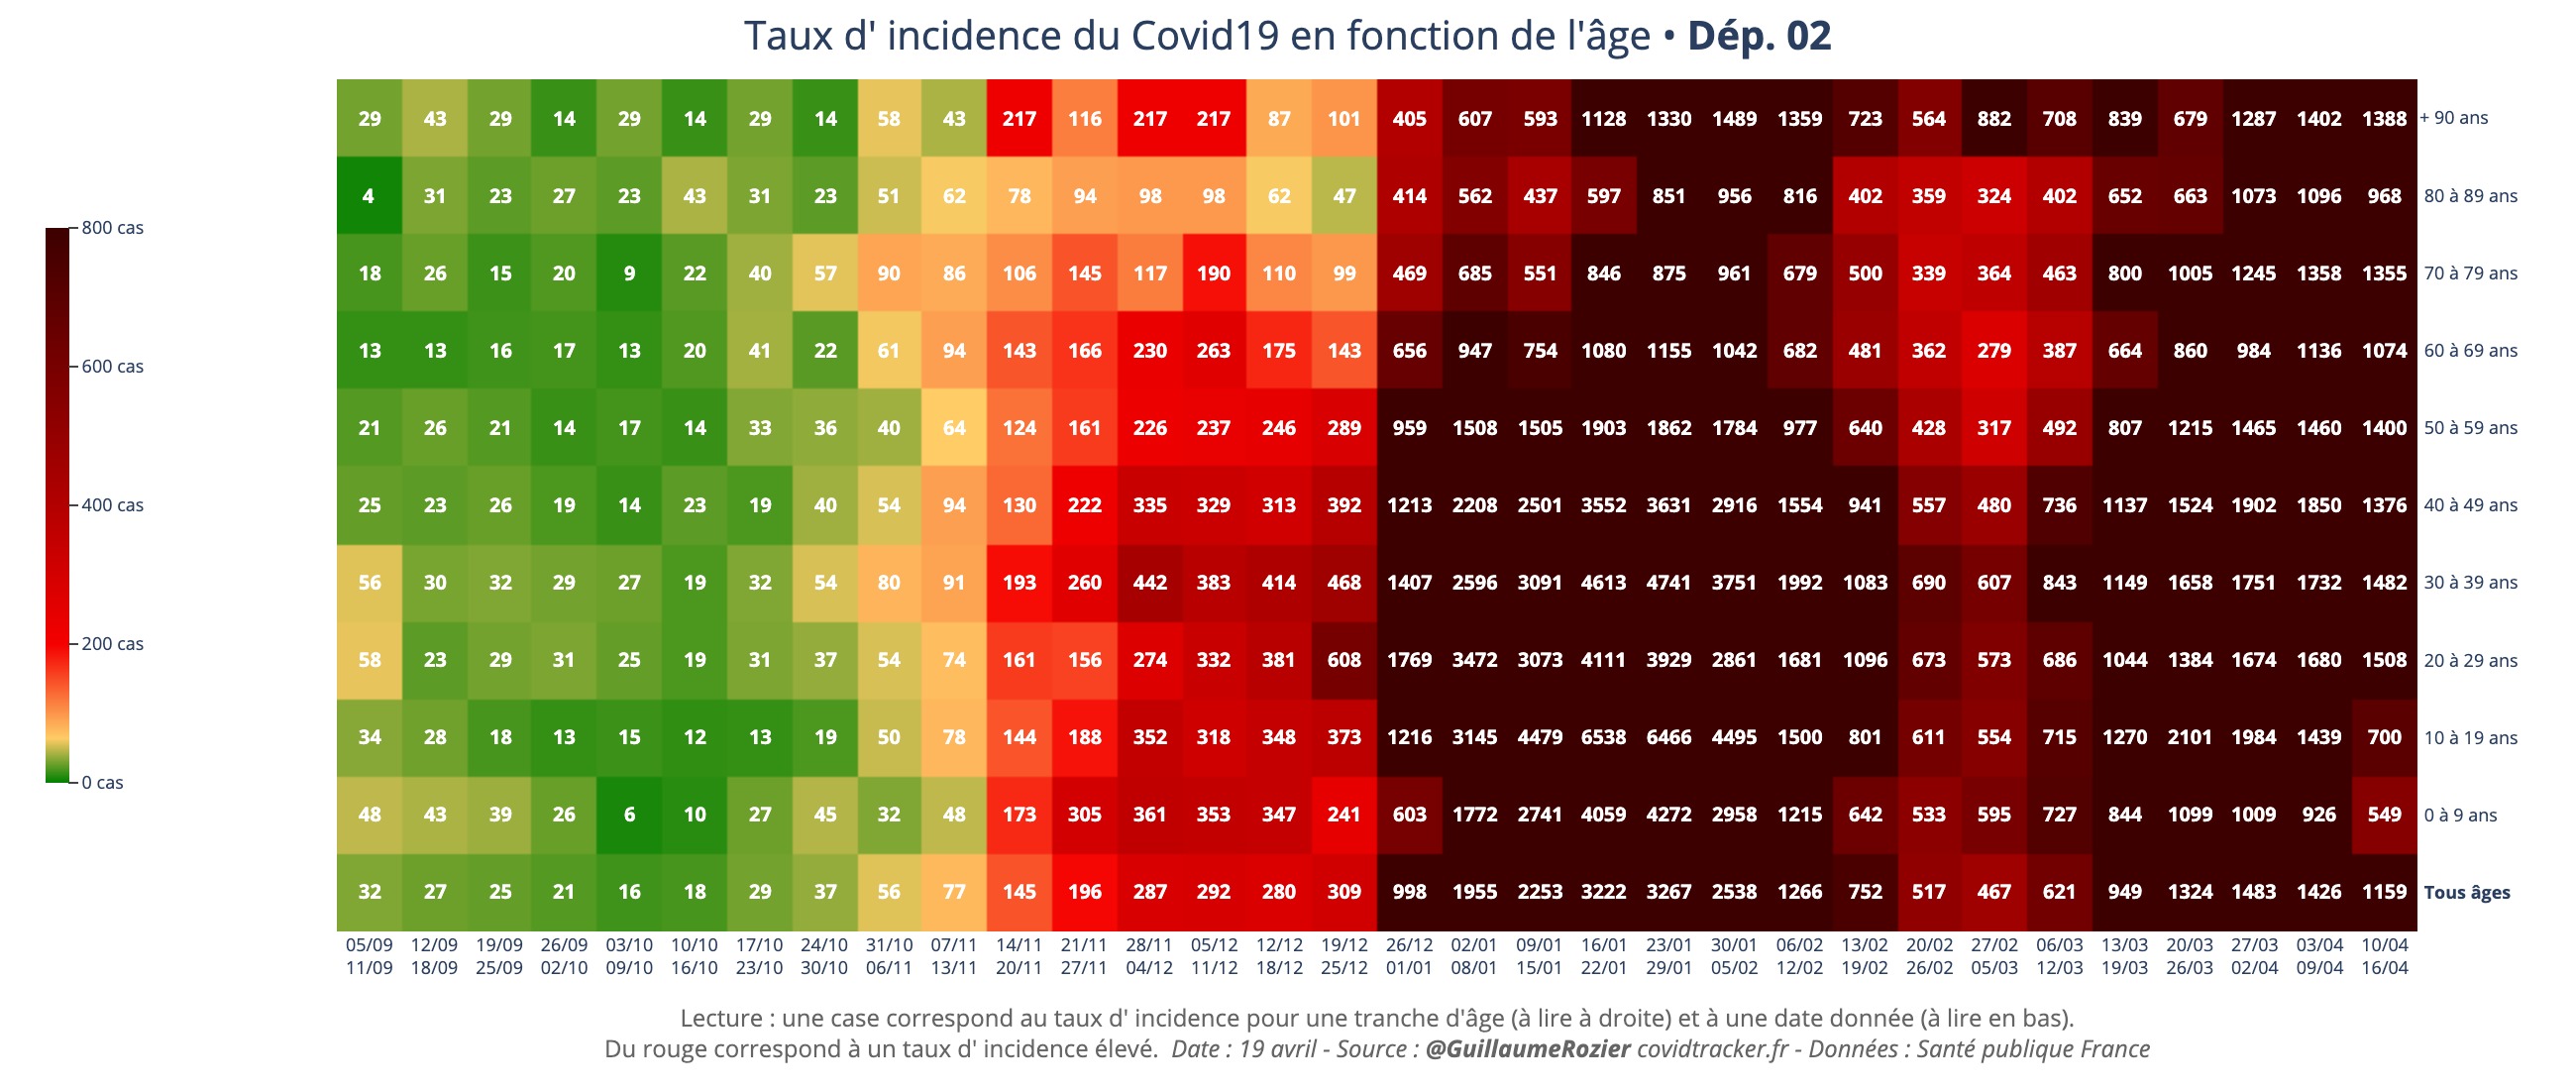 Taux d' incidence du Covid19 en fonction de l'âge • Dép. 02
800 cas
600 cas
400 cas
200 cas
0 cas
29 43 29 14 29 14 29 14 58 43 217 116 217 217 87 101 405 607 593 1128 1330 1489 1359 723 564 882 708 839 679 1287 1402 1388 + 90 ans
4 31 23 27 23 43 31 23 51 62 78 94 98 98 62 47 414 562 437 597 851 956 816 402 359 324 402 652 663 1073 1096 968 80 à 89 ans
18 26 15 20 9 22 40 57 90 86 106 145 117 190 110 99 469 685 551 846 875 961 679 500 339 364 463 800 1005 1245 1358 1355 70 à 79 ans
13 13 16 17 13 20 41 22 61 94 143 166 230 263 175 143 656 947 754 1080 1155 1042 682 481 362 279 387 664 860 984 1136 1074 60 à 69 ans
21 26 21 14 17 14 33 36 40 64 124 161 226 237 246 289 959 1508 1505 1903 1862 1784 977 640 428 317 492 807 1215 1465 1460 1400 50 à 59 ans
25 23 26 19 14 23 19 40 54 94 130 222 335 329 313 392 1213 2208 2501 3552 3631 2916 1554 941 557 480 736 1137 1524 1902 1850 1376 40 à 49 ans
56 30 32 29 27 19 32 54 80 91 193 260 442 383 414 468 1407 2596 3091 4613 4741 3751 1992 1083 690 607 843 1149 1658 1751 1732 1482 30 à 39 ans
58 23 29 31 25 19 31 37 54 74 161 156 274 332 381 608 1769 3472 3073 4111 3929 2861 1681 1096 673 573 686 1044 1384 1674 1680 1508 20 à 29 ans
34 28 18 13 15 12 13 19 50 78 144 188 352 318 348 373 1216 3145 4479 6538 6466 4495 1500 801 611 554 715 1270 2101 1984 1439 700 10 à 19 ans
48 43 39 26 6 10 27 45 32 48 173 305 361 353 347 241 603 1772 2741 4059 4272 2958 1215 642 533 595 727 844 1099 1009 926 549 0 à 9 ans
32 27 25 21 16 18 29 37 56 77 145 196 287 292 280 309 998 1955 2253 3222 3267 2538 1266 752 517 467 621 949 1324 1483 1426 1159 Tous âges
05/09 12/09 19/09 26/09 03/10 10/10 17/10 24/10 31/10 07/11 14/11 21/11 28/11 05/12 12/12 19/12 26/12 02/01 09/01 16/01 23/01 30/01 06/02 13/02 20/02 27/02 06/03 13/03 20/03 27/03 03/04 10/04
11/09 18/09 25/09 02/10 09/10 16/10 23/10 30/10 06/11 13/11 20/11 27/11 04/12 11/12 18/12 25/12 01/01 08/01 15/01 22/01 29/01 05/02 12/02 19/02 26/02 05/03 12/03 19/03 26/03 02/04 09/04 16/04
Lecture : une case correspond au taux d' incidence pour une tranche d'âge (à lire à droite) et à une date donnée (à lire en bas).
Du rouge correspond à un taux d' incidence élevé. Date : 19 avril - Source : @GuillaumeRozier covidtracker.fr - Données : Santé publique France